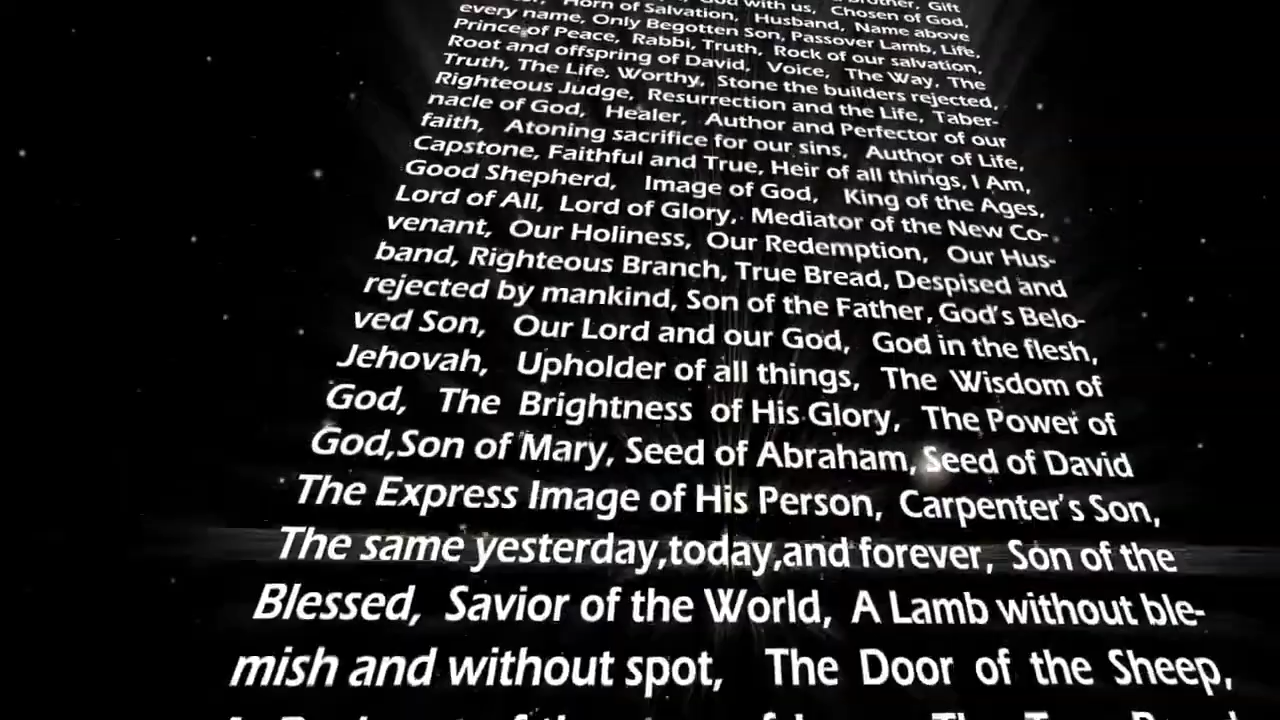 Horn of Salvation, Husband, Name above
every name, Only Begotten Son, Passover Lamb, Life,
Prince of Peace, Rabbi, Truth, Rock of our salvation,
Root and offspring of David, Voice, The Way, The
Truth, The Life, Worthy, Stone the builders rejected,
Righteous Judge, Resurrection and the Life, Taber-
nacle of God, Healer, Author and Perfector of our
faith, Atoning sacrifice for our sins, Author of Life,
Capstone, Faithful and True, Heir of all things, I Am,
Good Shepherd, Image of God, King of the Ages,
Lord of All, Lord of Glory, Mediator of the New Co-
venant, Our Holiness, Our Redemption, Our Hus-
band, Righteous Branch, True Bread, Despised and
rejected by mankind, Son of the Father, God's Belo-
ved Son, Our Lord and our God, God in the flesh,
Jehovah, Upholder of all things, The Wisdom of
God, The Brightness of His Glory, The Power of
God,Son of Mary, Seed of Abraham, Seed of David
The Express Image of His Person, Carpenter's Son,
The same yesterday,today,and forever, Son of the
Blessed, Savior of the World, A Lamb without ble-
mish and without spot, The Door of the Sheep,